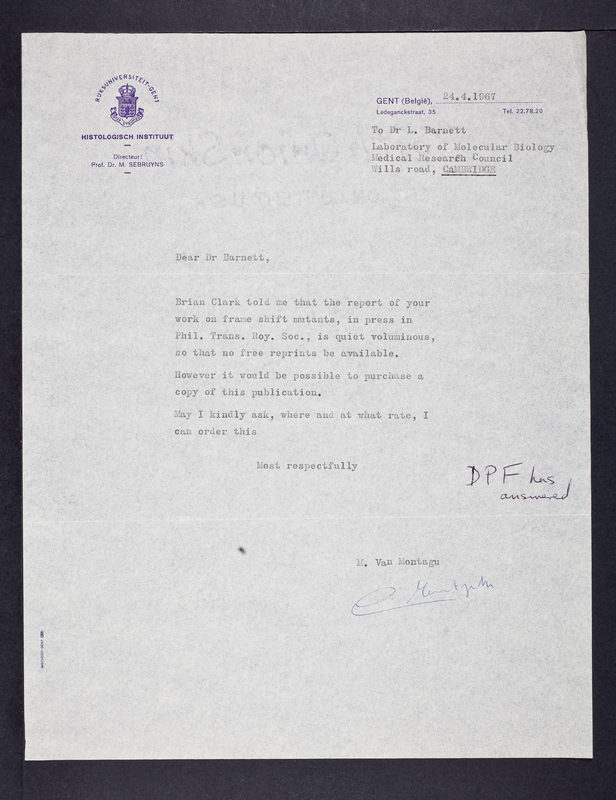 RIJKSUNIVERSITEIT-GENT
HISTOLOGISCH INSTITUUT
Directeur:
Prof. Dr. M. SEBRUYNS
GENT (België), 24.4.1967
Ledeganckstraat, 35 Tel. 22.78.20
To Dr L. Barnett
Laboratory of Molecular Biology
Medical Research Council
Wills road, CAMBRIDGE
Dear Dr Barnett,
Brian Clark told me that the report of your
work on frame shift mutants, in press in
Phil. Trans. Roy. Soc., is quiet voluminous,
so that no free reprints be available.
However it would be possible to purchase a
copy of this publication.
May I kindly ask, where and at what rate, I
can order this
Most respectfully
DPF has
answered
M. Van Montagu